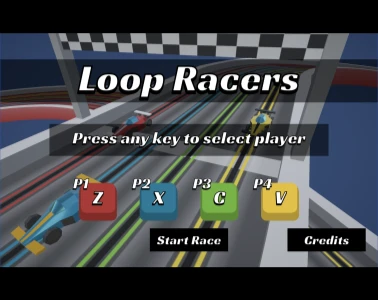 Loop Racers
Press any key to select player
P1 P2 P3 P4
Z X G V
Start Race Credits